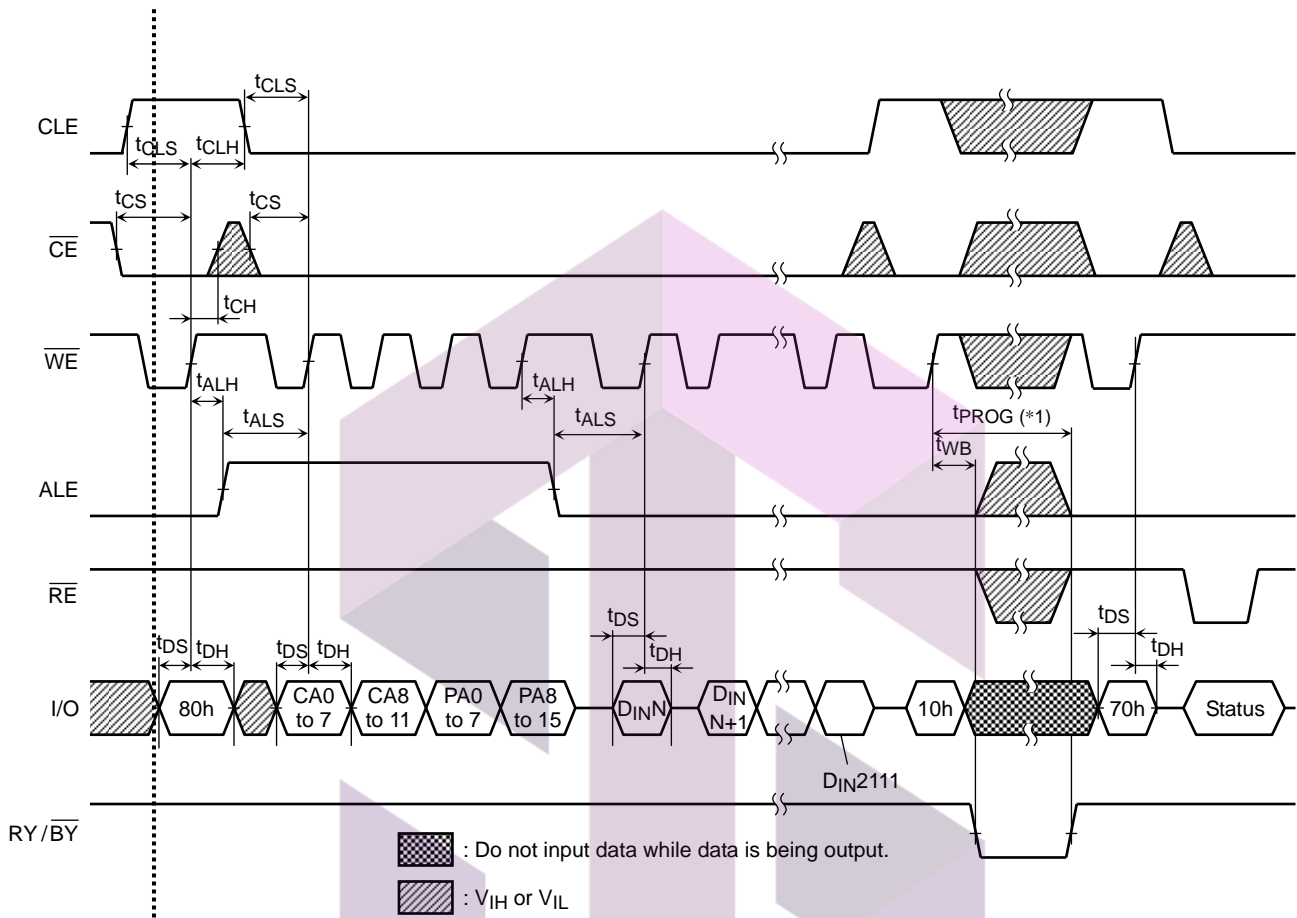 tCLS
CLE
tCLS tCLH
tCS tCS
CE
tCH
WE
tALH tALH
tALS tALS
tPROG (*1)
tWB
ALE
RE
tDS tDH tDS tDH tDS tDH tDS tDH
I/O
80h
CA0 to 7
CA8 to 11
PA0 to 7
PA8 to 15
DINN
DIN N+1
10h
70h
Status
DIN2111
RY/BY
: Do not input data while data is being output.
: VIH or VIL